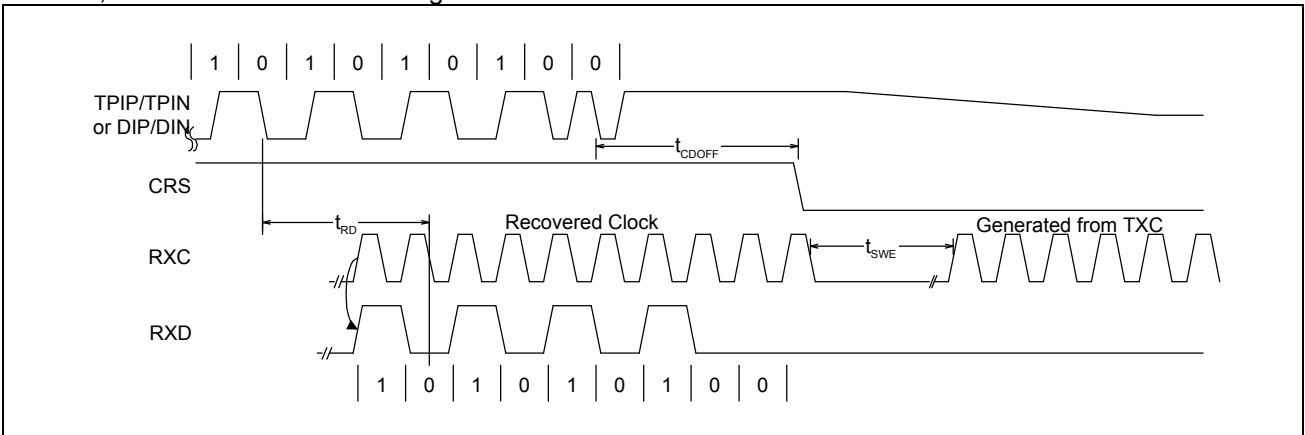 1 0 1 0 1 0 1 0 0
TPIP/TPIN
or DIP/DIN
t_CDOFF
CRS
t_RD
Recovered Clock
Generated from TXC
RXC
t_SWE
RXD
1 0 1 0 1 0 1 0 0